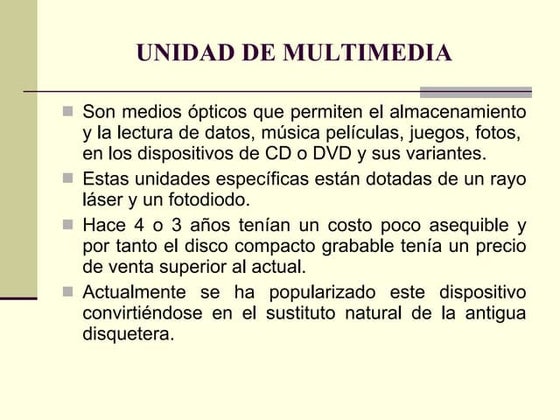 UNIDAD DE MULTIMEDIA
Son medios ópticos que permiten el almacenamiento
y la lectura de datos, música películas, juegos, fotos,
en los dispositivos de CD o DVD y sus variantes.
Estas unidades específicas están dotadas de un rayo
láser y un fotodiodo.
Hace 4 o 3 años tenían un costo poco asequible y
por tanto el disco compacto grabable tenía un precio
de venta superior al actual.
Actualmente se ha popularizado este dispositivo
convirtiéndose en el sustituto natural de la antigua
disquetera.